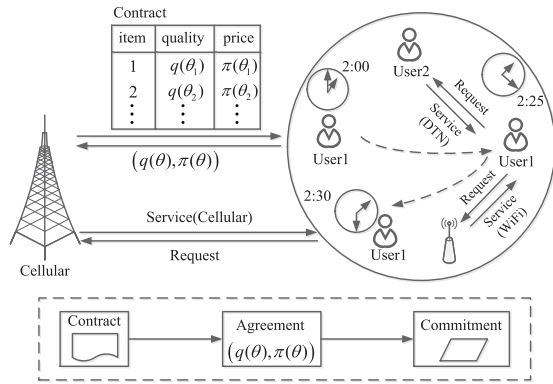 Contract
item quality price
1 q(θ₁) π(θ₁)
2 q(θ₂) π(θ₂)
⋮ ⋮ ⋮
(q(θ), π(θ))
Service(Cellular)
Request
Cellular
2:00
User1
User2
Request
Service
(DTN)
2:25
User1
Request
Service
(WiFi)
2:30
User1
Contract
Agreement
(q(θ), π(θ))
Commitment